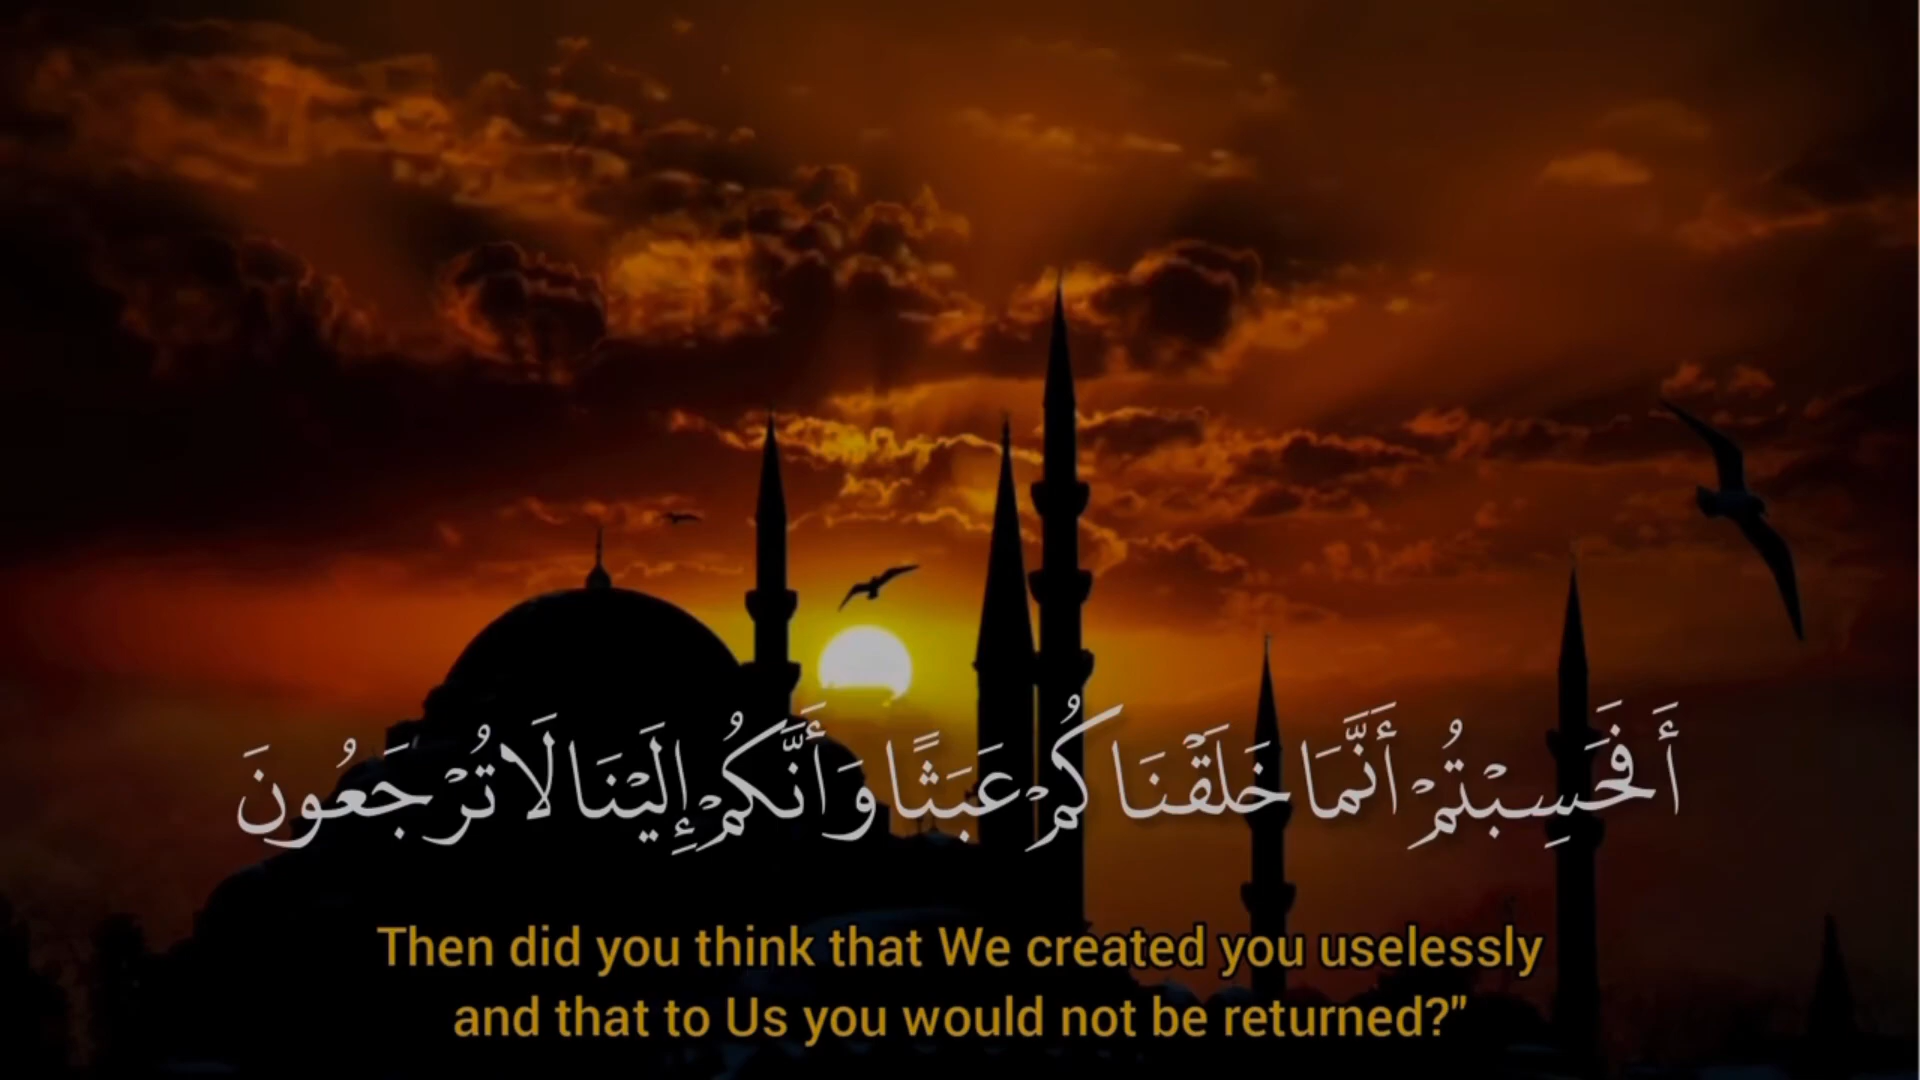 أَفَحَسِبْتُمْ أَنَّمَا خَلَقْنَاكُمْ عَبَثًا وَأَنَّكُمْ إِلَيْنَا لَا تُرْجَعُونَ
Then did you think that We created you uselessly
and that to Us you would not be returned?"